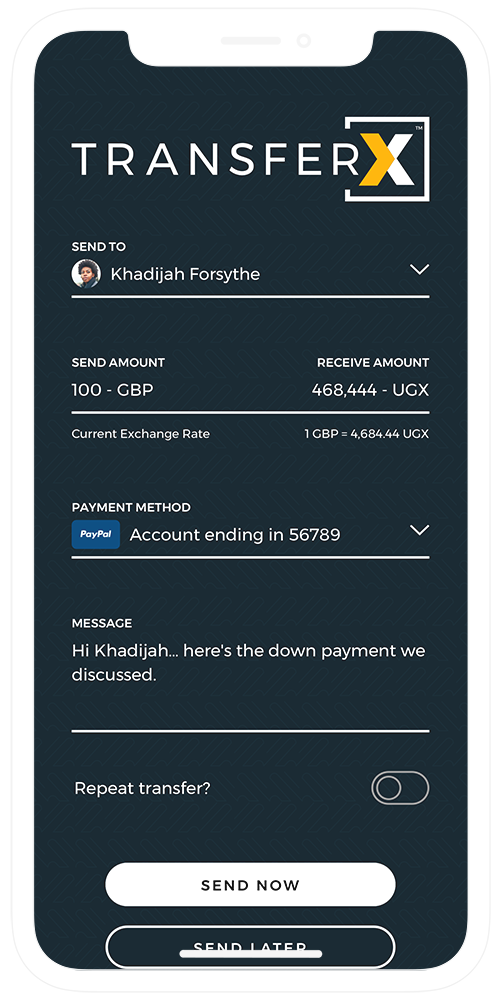 TRANSFERX™
SEND TO
Khadijah Forsythe
SEND AMOUNT RECEIVE AMOUNT
100 - GBP 468,444 - UGX
Current Exchange Rate 1 GBP = 4,684.44 UGX
PAYMENT METHOD
PayPal Account ending in 56789
MESSAGE
Hi Khadijah... here's the down payment we
discussed.
Repeat transfer?
SEND NOW
SEND LATER